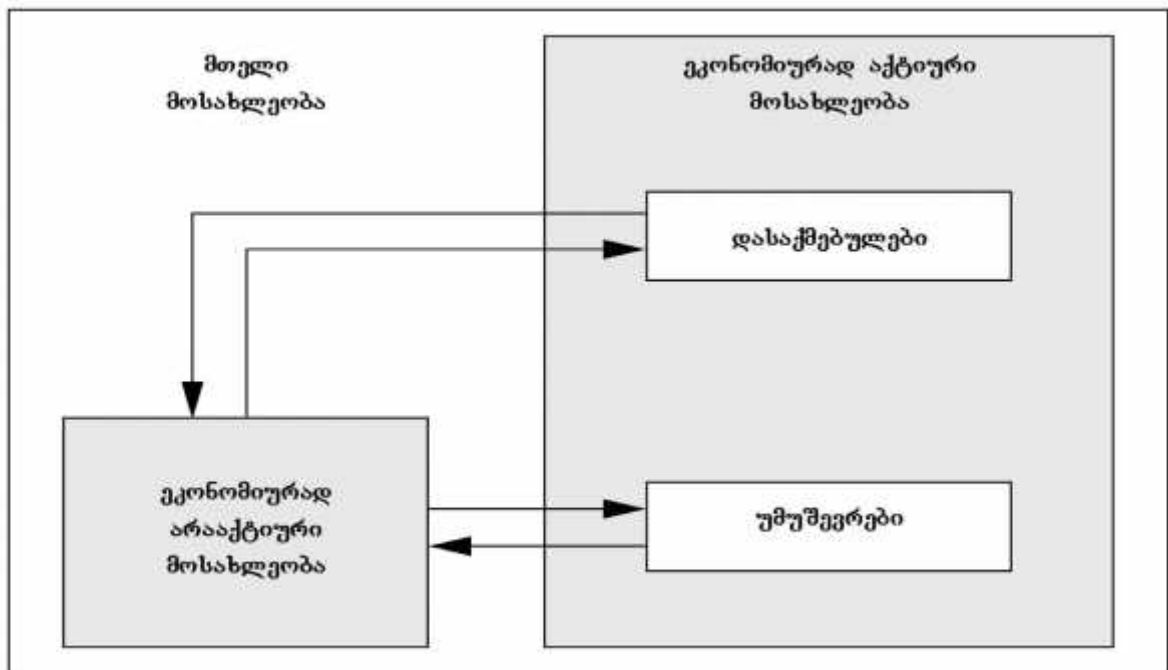 მთელი
მოსახლეობა
ეკონომიურად აქტიური
მოსახლეობა
დასაქმებულები
ეკონომიურად
არააქტიური
მოსახლეობა
უმუშევრები